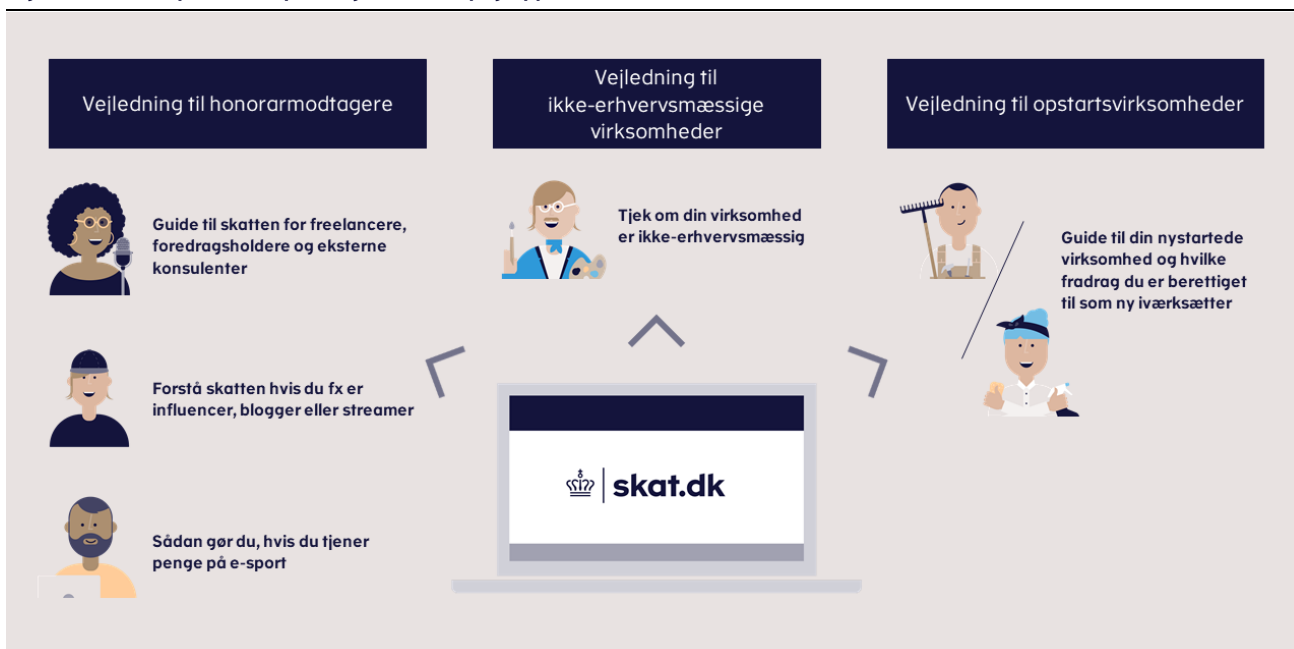 Vejledning til honorarmodtagere
Guide til skatten for freelancere,
foredragsholdere og eksterne
konsulenter
Forstå skatten hvis du fx er
influencer, blogger eller streamer
Sådan gør du, hvis du tjener
penge på e-sport
Vejledning til
ikke-erhvervsmæssige
virksomheder
Tjek om din virksomhed
er ikke-erhvervsmæssig
skat.dk
Vejledning til opstartsvirksomheder
Guide til din nystartede
virksomhed og hvilke
fradrag du er berettiget
til som ny iværksætter